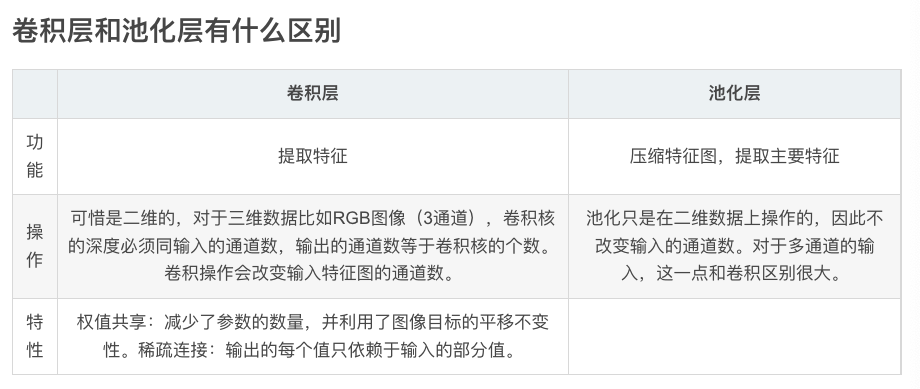 卷积层和池化层有什么区别
卷积层
池化层
功
能
提取特征
压缩特征图，提取主要特征
操
作
可惜是二维的，对于三维数据比如RGB图像（3通道），卷积核
的深度必须同输入的通道数，输出的通道数等于卷积核的个数。
卷积操作会改变输入特征图的通道数。
池化只是在二维数据上操作的，因此不
改变输入的通道数。对于多通道的输
入，这一点和卷积区别很大。
特
性
权值共享：减少了参数的数量，并利用了图像目标的平移不变
性。稀疏连接：输出的每个值只依赖于输入的部分值。